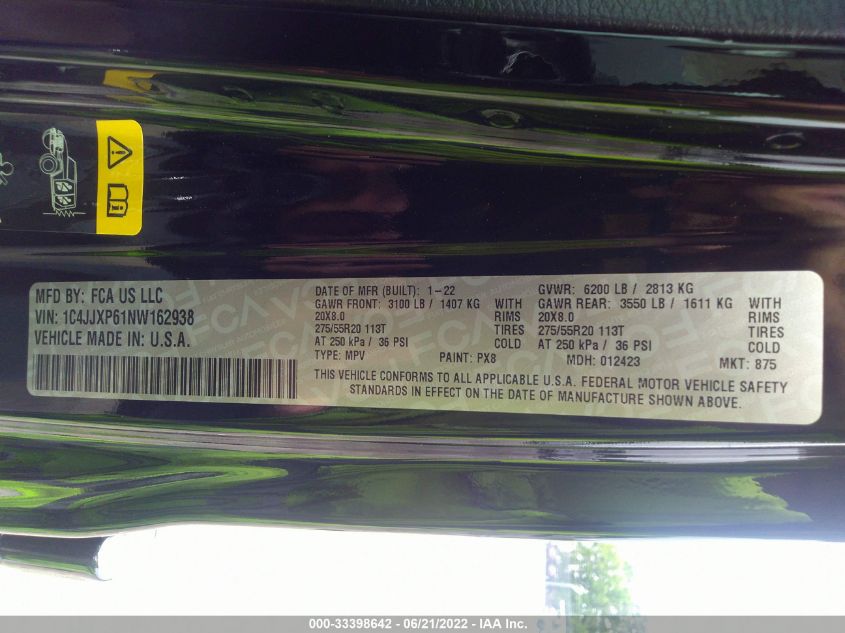 MFD BY: FCA US LLC
VIN: 1C4JJXP61NW162938
VEHICLE MADE IN: U.S.A.
DATE OF MFR (BUILT): 1-22 GVWR: 6200 LB / 2813 KG
GAWR FRONT: 3100 LB / 1407 KG WITH GAWR REAR: 3550 LB / 1611 KG WITH
20X8.0 RIMS 20X8.0 RIMS
275/55R20 113T TIRES 275/55R20 113T TIRES
AT 250 kPa / 36 PSI COLD AT 250 kPa / 36 PSI COLD
TYPE: MPV PAINT: PX8 MDH: 012423 MKT: 875
THIS VEHICLE CONFORMS TO ALL APPLICABLE U.S.A. FEDERAL MOTOR VEHICLE SAFETY
STANDARDS IN EFFECT ON THE DATE OF MANUFACTURE SHOWN ABOVE.
000-33398642 - 06/21/2022 - IAA Inc.